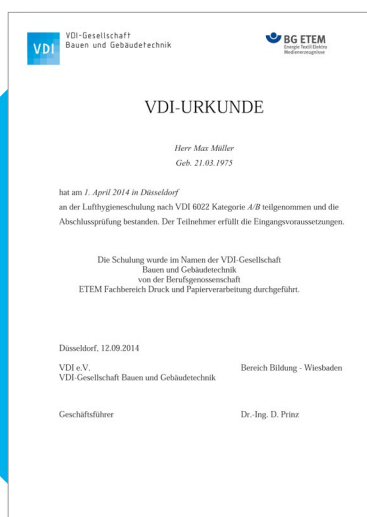 VDI
VDI-Gesellschaft
Bauen und Gebäudetechnik
BG ETEM
Energie Textil Elektro
Medienerzeugnisse
VDI-URKUNDE
Herr Max Müller
Geb. 21.03.1975
hat am 1. April 2014 in Düsseldorf
an der Lufthygieneschulung nach VDI 6022 Kategorie A/B teilgenommen und die
Abschlussprüfung bestanden. Der Teilnehmer erfüllt die Eingangsvoraussetzungen.
Die Schulung wurde im Namen der VDI-Gesellschaft
Bauen und Gebäudetechnik
von der Berufsgenossenschaft
ETEM Fachbereich Druck und Papierverarbeitung durchgeführt.
Düsseldorf, 12.09.2014
VDI e.V.
VDI-Gesellschaft Bauen und Gebäudetechnik
Bereich Bildung - Wiesbaden
Geschäftsführer
Dr.-Ing. D. Prinz